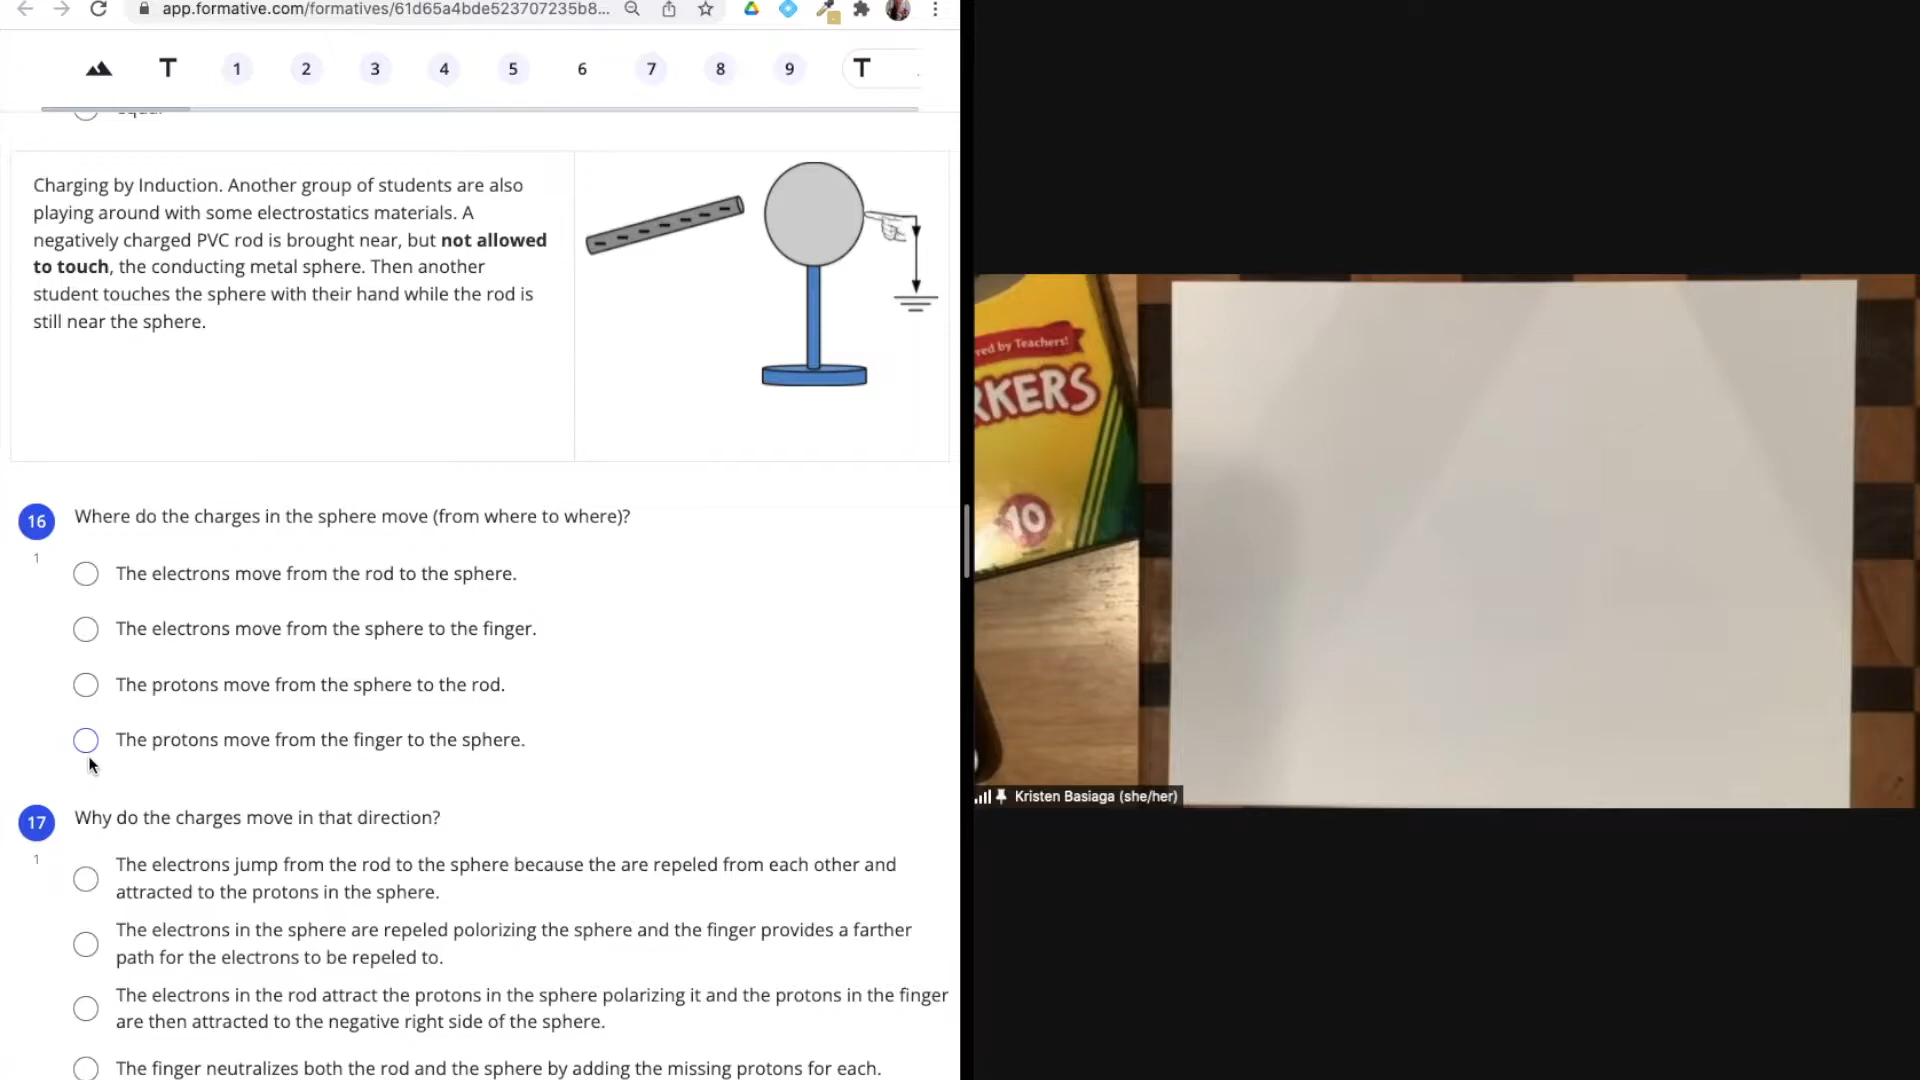 app.formative.com/formatives/61d65a4bde523707235b8...
T 1 2 3 4 5 6 7 8 9 T
Charging by Induction. Another group of students are also
playing around with some electrostatics materials. A
negatively charged PVC rod is brought near, but not allowed
to touch, the conducting metal sphere. Then another
student touches the sphere with their hand while the rod is
still near the sphere.
16 Where do the charges in the sphere move (from where to where)?
1
The electrons move from the rod to the sphere.
The electrons move from the sphere to the finger.
The protons move from the sphere to the rod.
The protons move from the finger to the sphere.
17 Why do the charges move in that direction?
1
The electrons jump from the rod to the sphere because the are repeled from each other and
attracted to the protons in the sphere.
The electrons in the sphere are repeled polorizing the sphere and the finger provides a farther
path for the electrons to be repeled to.
The electrons in the rod attract the protons in the sphere polarizing it and the protons in the finger
are then attracted to the negative right side of the sphere.
The finger neutralizes both the rod and the sphere by adding the missing protons for each.
red by Teachers!
RKERS
10
Kristen Basiaga (she/her)